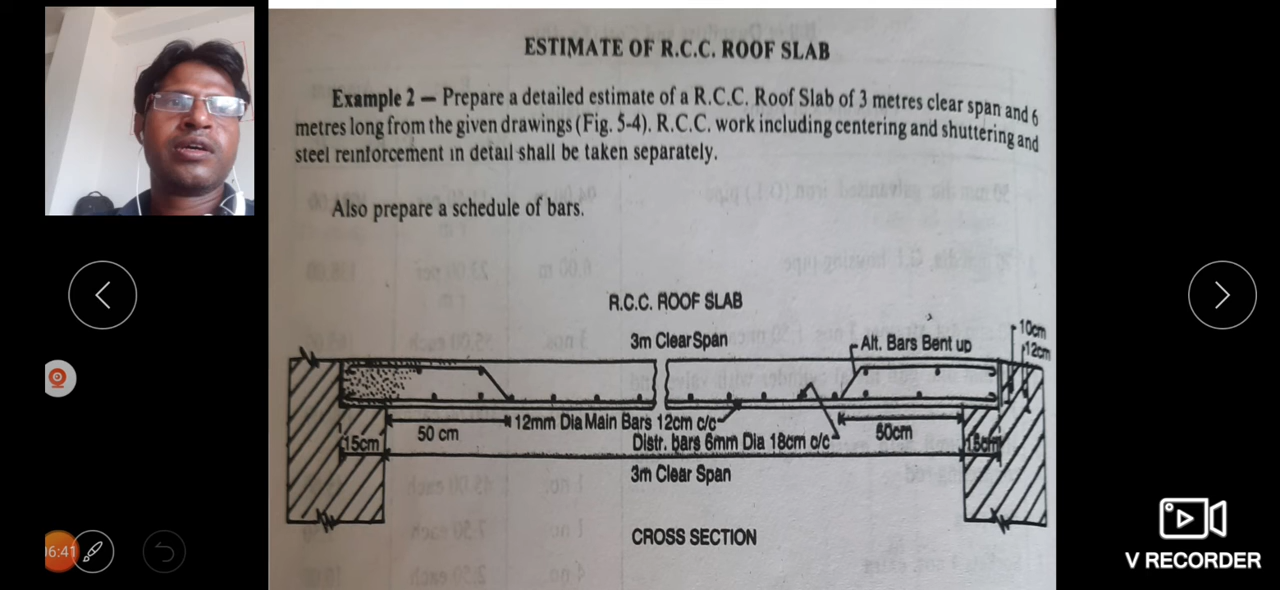 ESTIMATE OF R.C.C. ROOF SLAB
Example 2 — Prepare a detailed estimate of a R.C.C. Roof Slab of 3 metres clear span and 6
metres long from the given drawings (Fig. 5-4). R.C.C. work including centering and shuttering and
steel reinforcement in detail shall be taken separately.
Also prepare a schedule of bars.
R.C.C. ROOF SLAB
3m Clear Span
Alt. Bars Bent up
10cm
12cm
12mm Dia Main Bars 12cm c/c
50 cm
Distr. bars 6mm Dia 18cm c/c
50cm
15cm
15cm
3m Clear Span
CROSS SECTION
06:41
V RECORDER